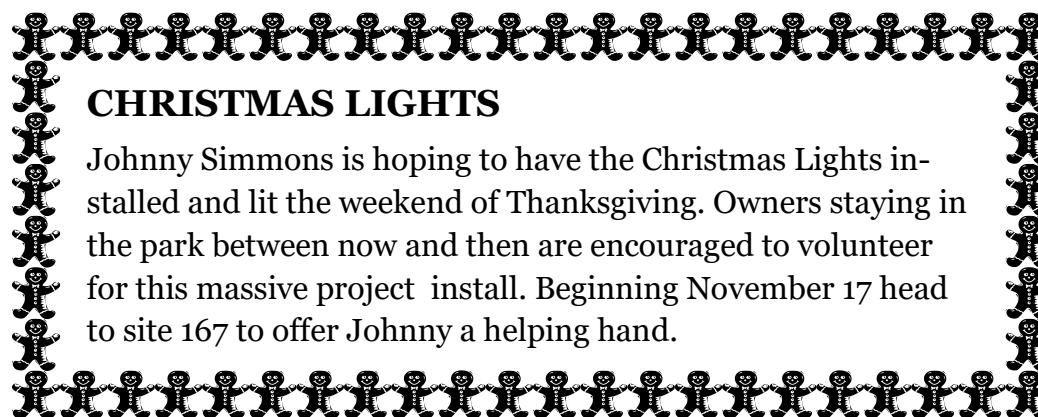 CHRISTMAS LIGHTS
Johnny Simmons is hoping to have the Christmas Lights in-
stalled and lit the weekend of Thanksgiving. Owners staying in
the park between now and then are encouraged to volunteer
for this massive project  install. Beginning November 17 head
to site 167 to offer Johnny a helping hand.